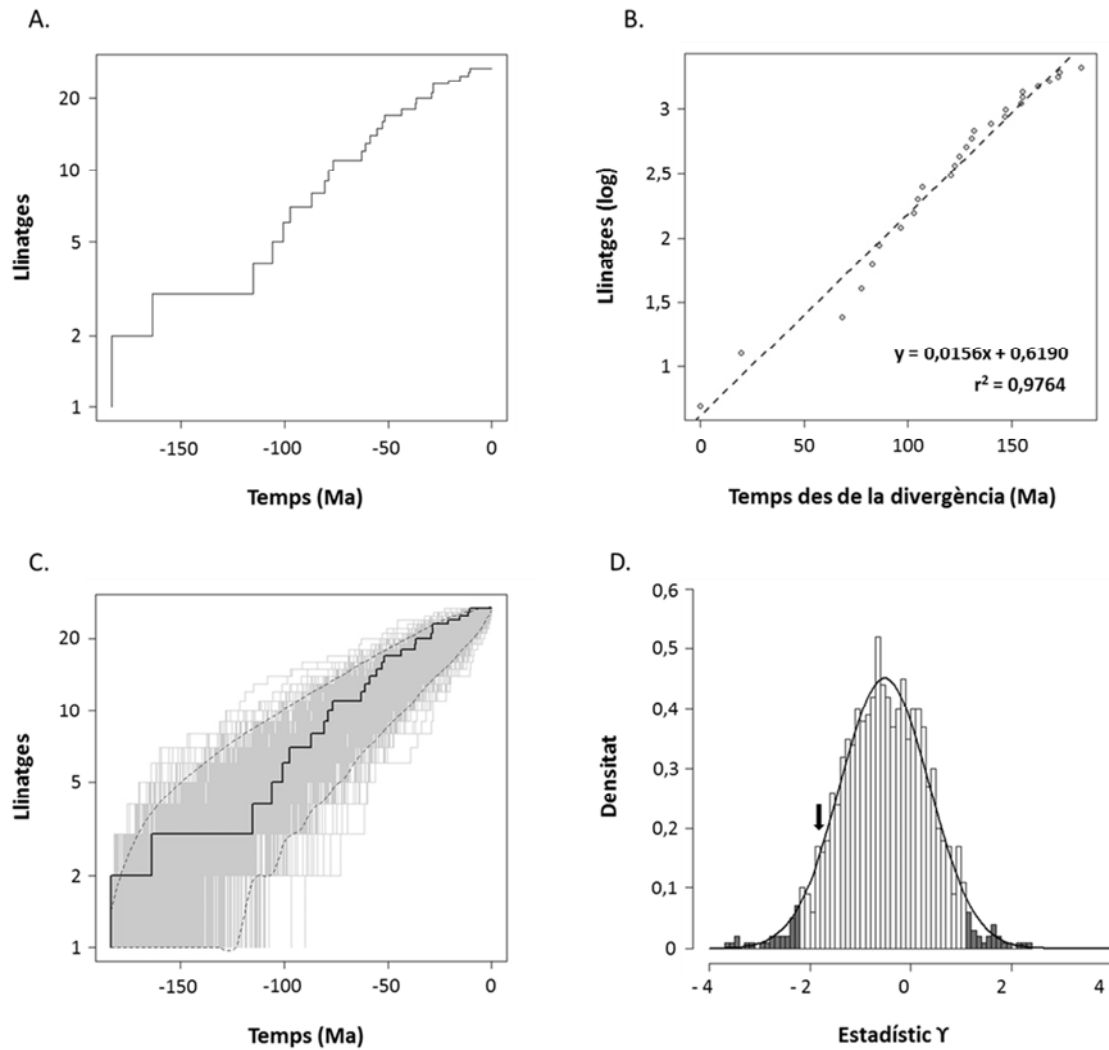 A.
20
10
5
2
1
Llinatges
-150 -100 -50 0
Temps (Ma)
B.
3
2,5
2
1,5
1
Llinatges (log)
y = 0,0156x + 0,6190
r² = 0,9764
0 50 100 150
Temps des de la divergència (Ma)
C.
20
10
5
2
1
Llinatges
-150 -100 -50 0
Temps (Ma)
D.
0,6
0,5
0,4
0,3
0,2
0,1
0
Densitat
- 4 - 2 0 2 4
Estadístic ϒ